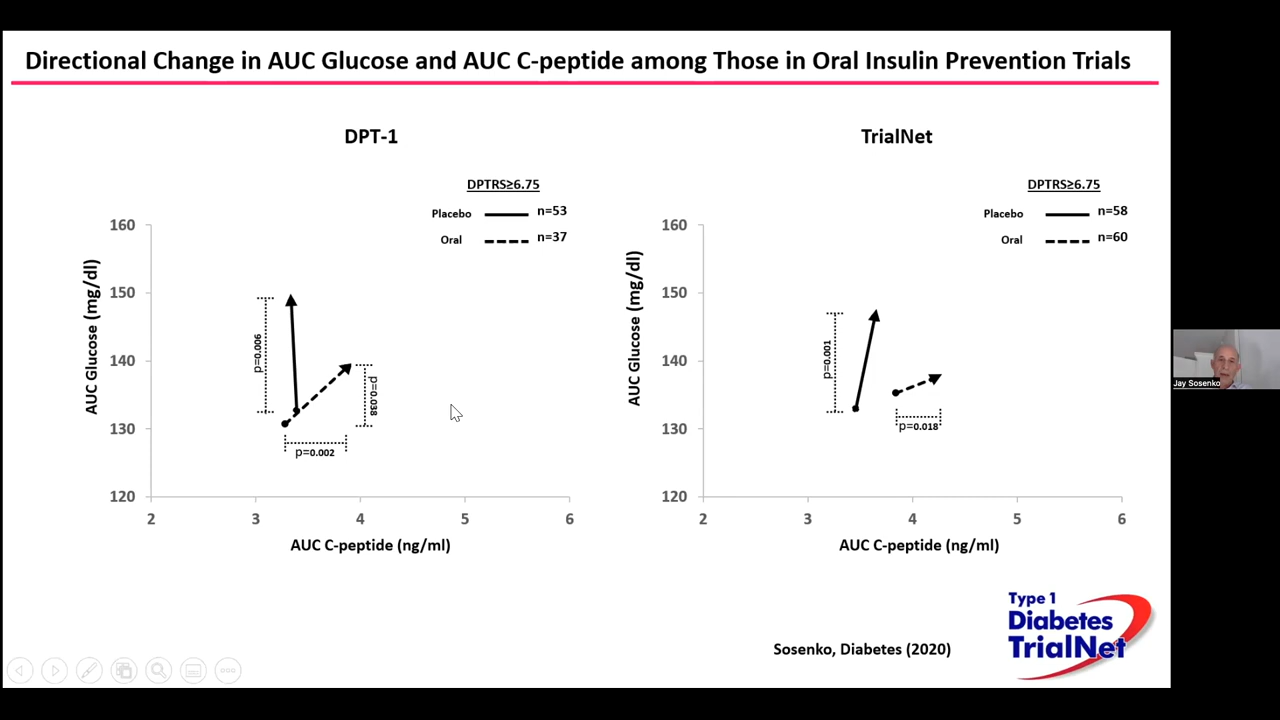 Directional Change in AUC Glucose and AUC C-peptide among Those in Oral Insulin Prevention Trials
DPT-1
DPTRS≥6.75
Placebo n=53
Oral n=37
160
150
140
130
120
AUC Glucose (mg/dl)
p=0.006
p=0.038
p=0.002
2 3 4 5 6
AUC C-peptide (ng/ml)
TrialNet
DPTRS≥6.75
Placebo n=58
Oral n=60
160
150
140
130
120
AUC Glucose (mg/dl)
p=0.001
p=0.018
2 3 4 5 6
AUC C-peptide (ng/ml)
Jay Sosenko
Sosenko, Diabetes (2020)
Type 1
Diabetes
TrialNet